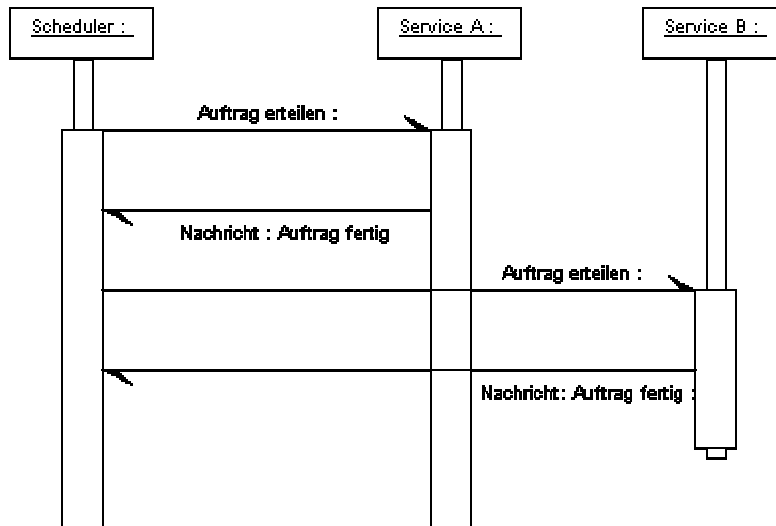 Scheduler :
Service A :
Service B :
Auftrag erteilen :
Nachricht : Auftrag fertig
Auftrag erteilen :
Nachricht: Auftrag fertig :